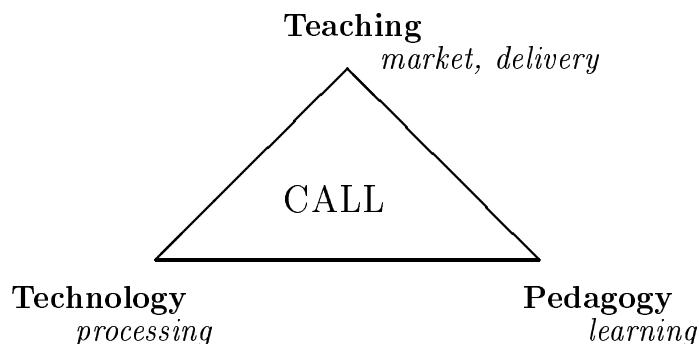 Teaching
market, delivery
CALL
Technology
Pedagogy
processing
learning